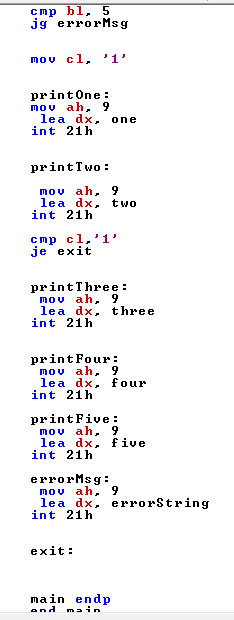 cmp bl, 5
jg errorMsg
mov cl, '1'
printOne:
mov ah, 9
lea dx, one
int 21h
printTwo:
mov ah, 9
lea dx, two
int 21h
cmp cl,'1'
je exit
printThree:
mov ah, 9
lea dx, three
int 21h
printFour:
mov ah, 9
lea dx, four
int 21h
printFive:
mov ah, 9
lea dx, five
int 21h
errorMsg:
mov ah, 9
lea dx, errorString
int 21h
exit:
main endp
end main